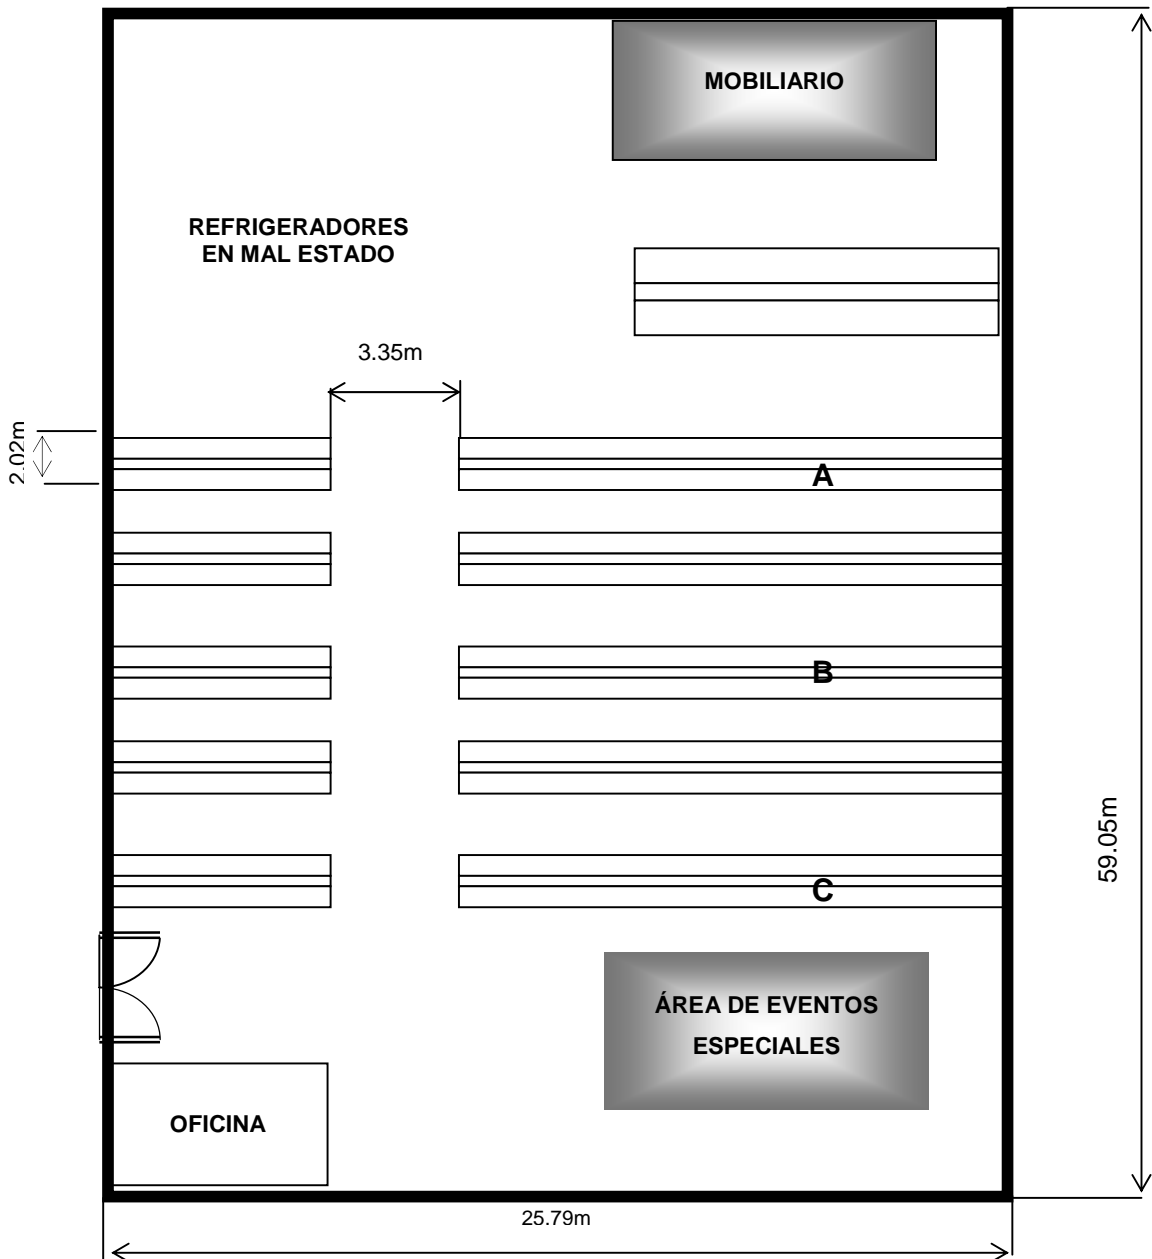 MOBILIARIO
REFRIGERADORES
EN MAL ESTADO
3.35m
2.02m
A
B
C
59.05m
ÁREA DE EVENTOS
ESPECIALES
OFICINA
25.79m